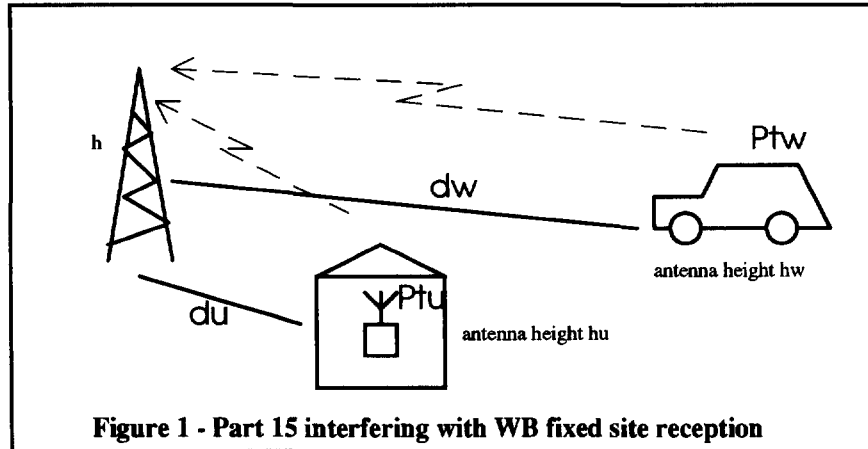 h
Ptw
dw
antenna height hw
du
Ptu
antenna height hu
Figure 1 - Part 15 interfering with WB fixed site reception